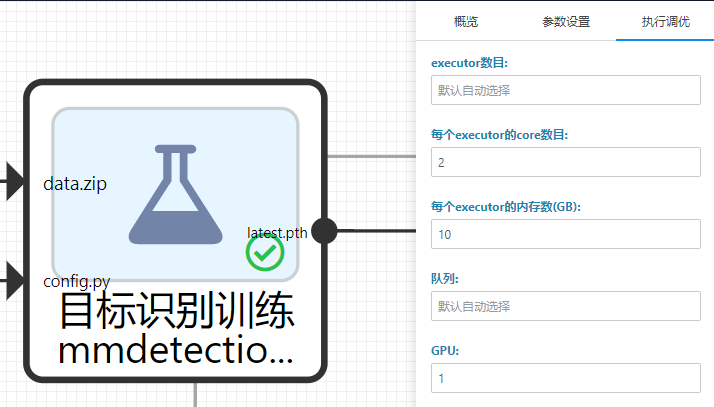 概览 参数设置 执行调优
executor数目:
默认自动选择
每个executor的core数目:
2
每个executor的内存数(GB):
10
队列:
默认自动选择
GPU:
1
data.zip
latest.pth
config.py
目标识别训练
mmdetectio...